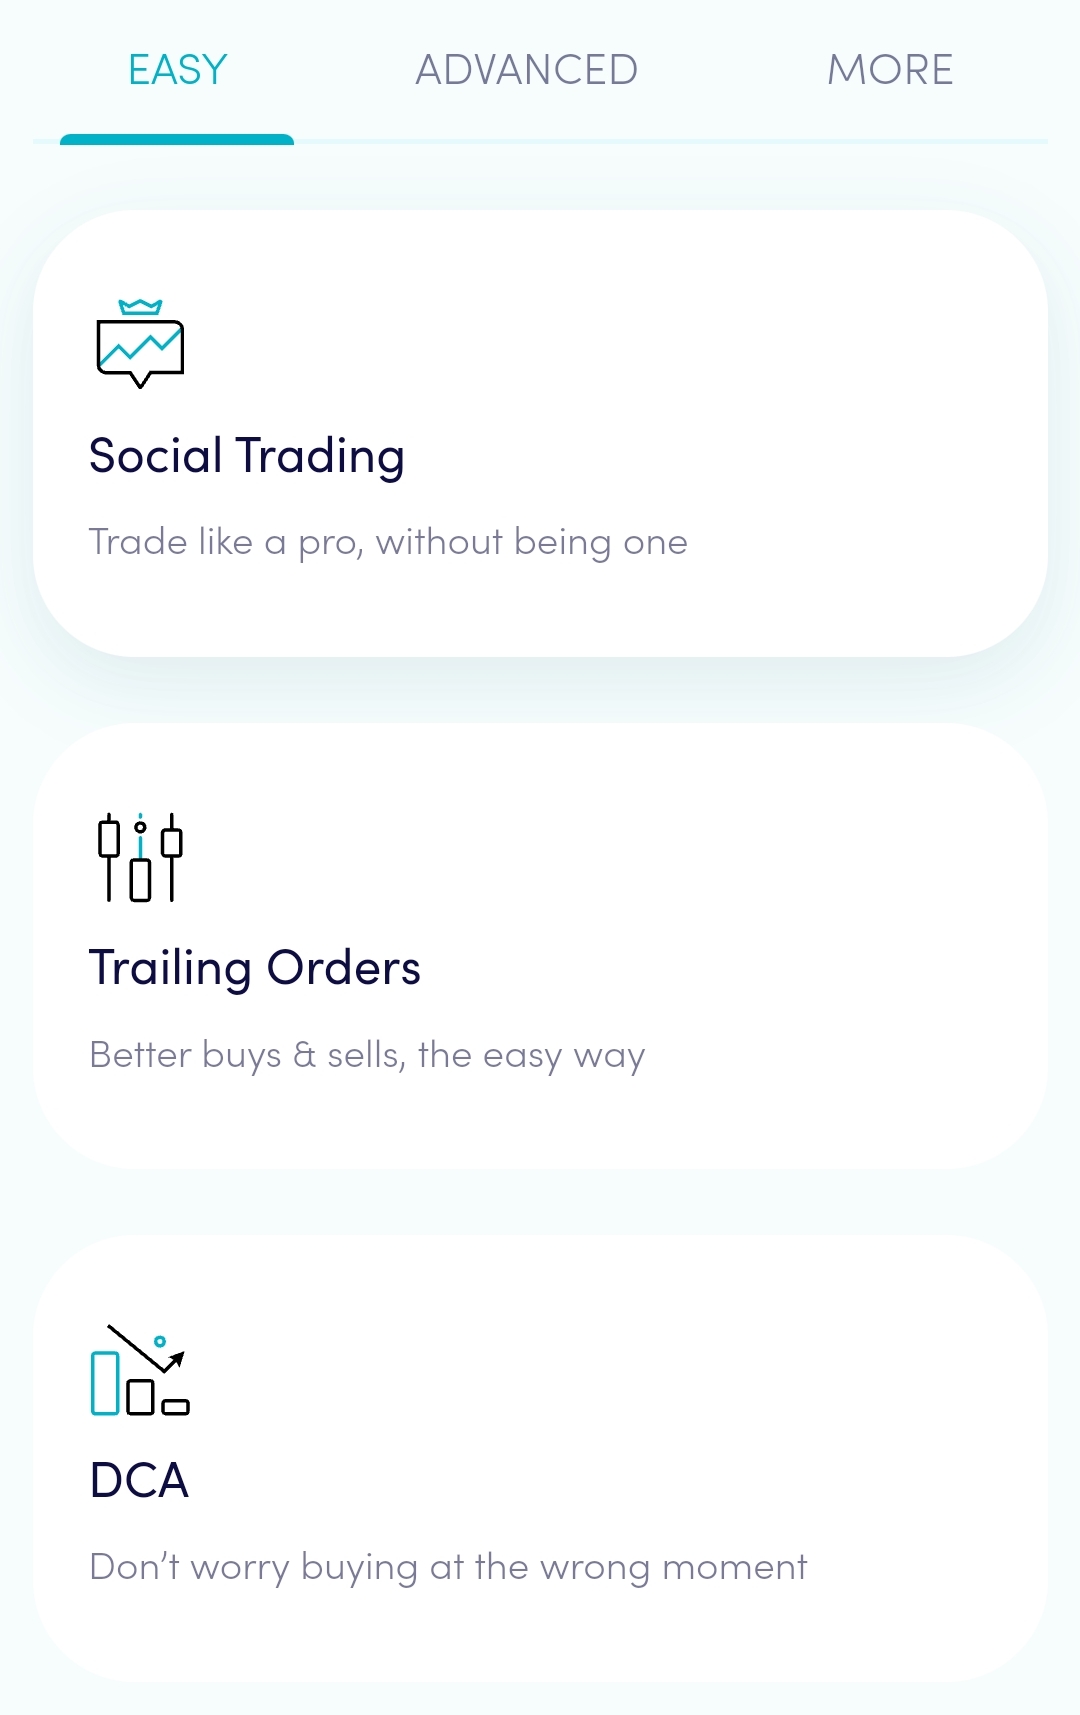 EASY ADVANCED MORE
Social Trading
Trade like a pro, without being one
Trailing Orders
Better buys & sells, the easy way
DCA
Don’t worry buying at the wrong moment